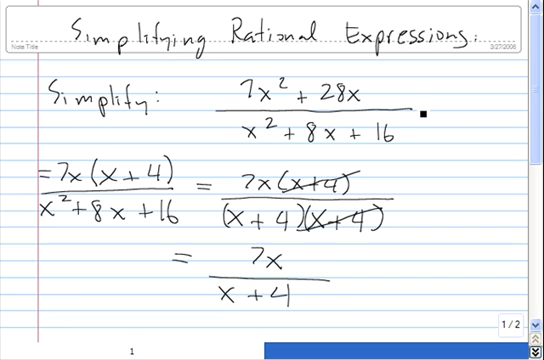 Simplifying Rational Expressions.
Note Title
3/27/2006
Simplify: 7x² + 28x / x² + 8x + 16 .
= 7x(x + 4) / x² + 8x + 16 = 7x(x+4) / (x + 4)(x + 4)
= 7x / x + 4
1 / 2
1